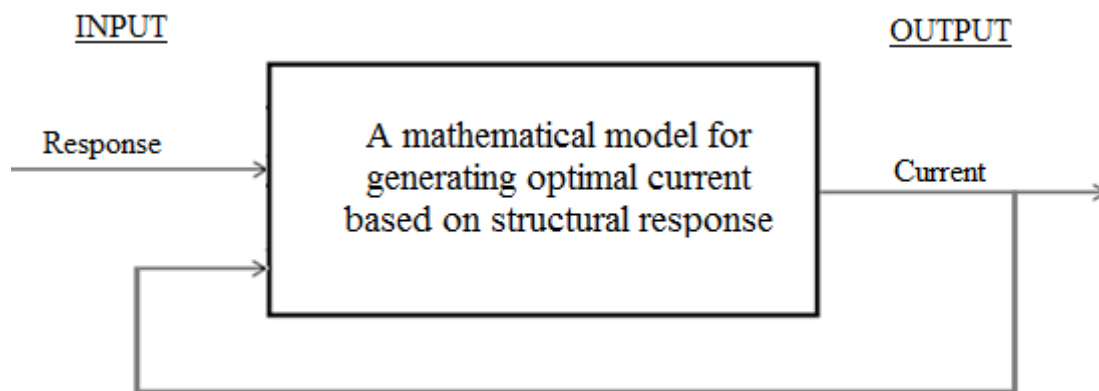 INPUT
OUTPUT
Response
A mathematical model for
generating optimal current
based on structural response
Current